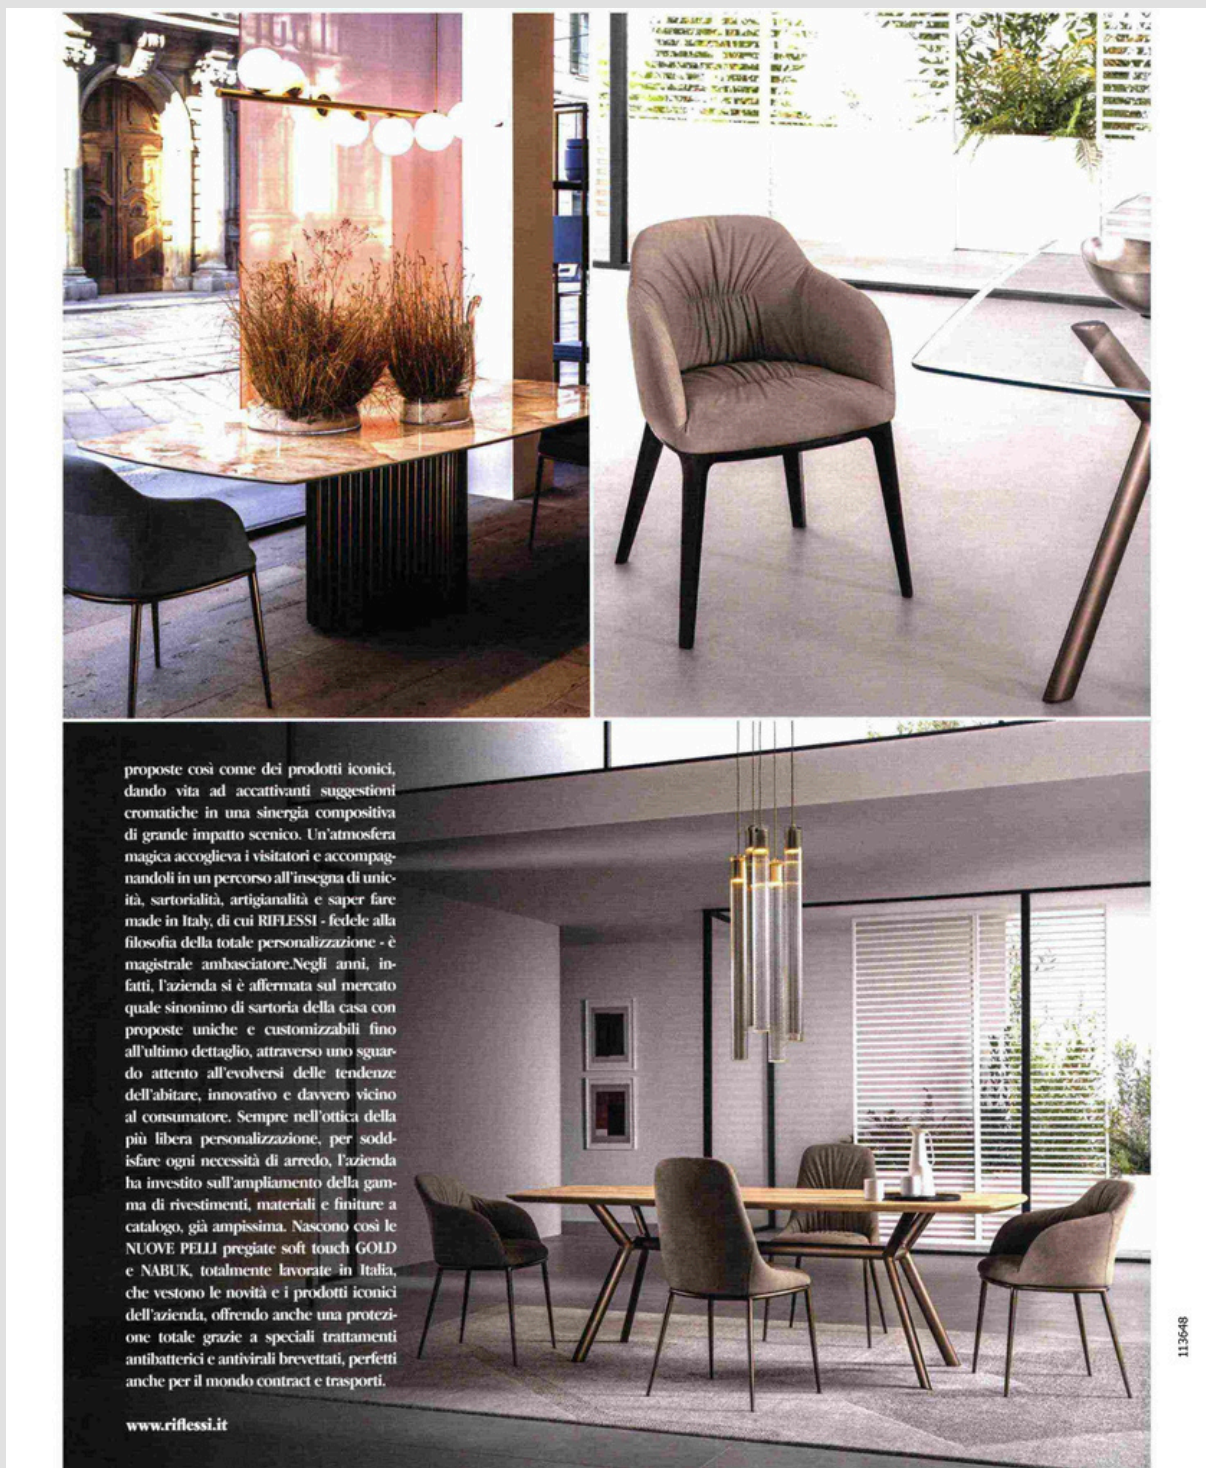 proposte così come dei prodotti iconici,
dando vita ad accattivanti suggestioni
cromatiche in una sinergia compositiva
di grande impatto scenico. Un'atmosfera
magica accoglieva i visitatori e accompag-
nandoli in un percorso all'insegna di unic-
ità, sartorialità, artigianalità e saper fare
made in Italy, di cui RIFLESSI - fedele alla
filosofia della totale personalizzazione - è
magistrale ambasciatore.Negli anni, in-
fatti, l'azienda si è affermata sul mercato
quale sinonimo di sartoria della casa con
proposte uniche e customizzabili fino
all'ultimo dettaglio, attraverso uno sguar-
do attento all'evolversi delle tendenze
dell'abitare, innovativo e davvero vicino
al consumatore. Sempre nell'ottica della
più libera personalizzazione, per sodd-
isfare ogni necessità di arredo, l'azienda
ha investito sull'ampliamento della gam-
ma di rivestimenti, materiali e finiture a
catalogo, già ampissima. Nascono così le
NUOVE PELLI pregiate soft touch GOLD
e NABUK, totalmente lavorate in Italia,
che vestono le novità e i prodotti iconici
dell'azienda, offrendo anche una protezi-
one totale grazie a speciali trattamenti
antibatterici e antivirali brevettati, perfetti
anche per il mondo contract e trasporti.
www.riflessi.it
113648